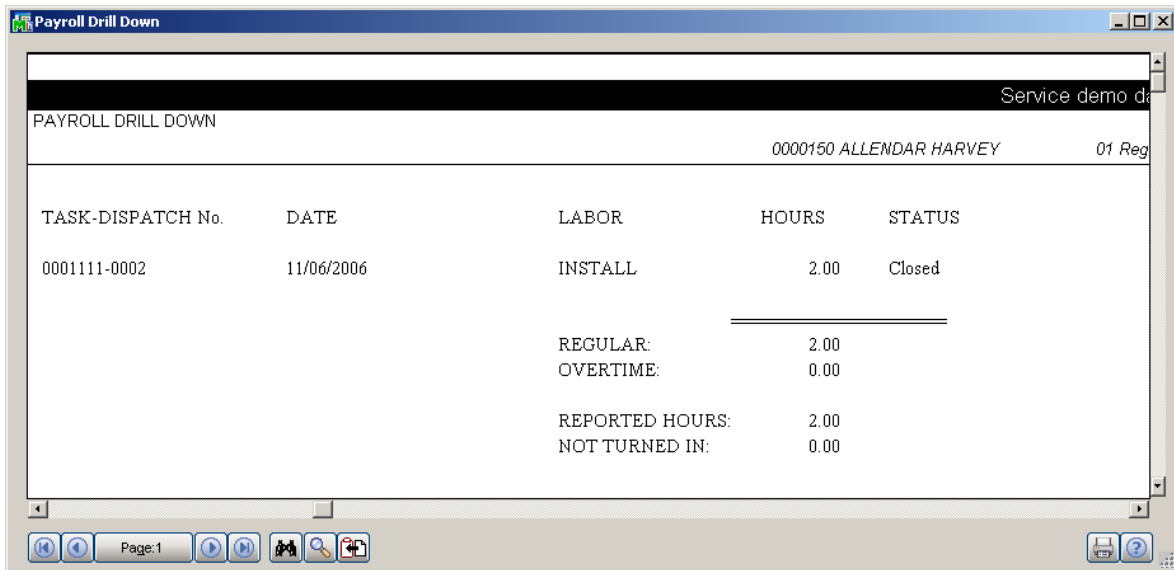 Payroll Drill Down
Service demo da
PAYROLL DRILL DOWN
0000150 ALLENDAR HARVEY 01 Reg
TASK-DISPATCH No. DATE LABOR HOURS STATUS
0001111-0002 11/06/2006 INSTALL 2.00 Closed
REGULAR: 2.00
OVERTIME: 0.00
REPORTED HOURS: 2.00
NOT TURNED IN: 0.00
Page:1